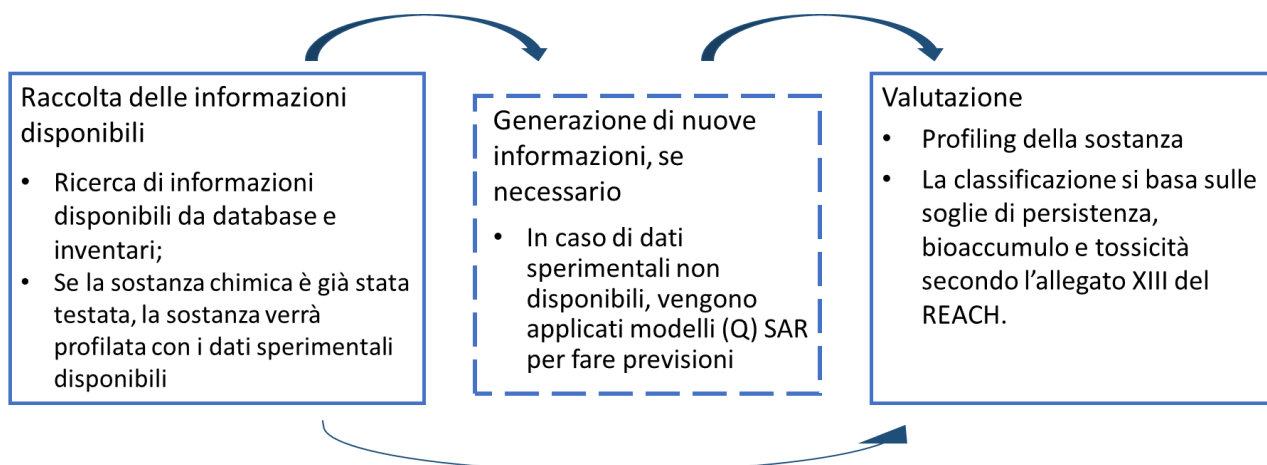 Raccolta delle informazioni
disponibili
• Ricerca di informazioni
disponibili da database e
inventari;
• Se la sostanza chimica è già stata
testata, la sostanza verrà
profilata con i dati sperimentali
disponibili
Generazione di nuove
informazioni, se
necessario
• In caso di dati
sperimentali non
disponibili, vengono
applicati modelli (Q) SAR
per fare previsioni
Valutazione
• Profiling della sostanza
• La classificazione si basa sulle
soglie di persistenza,
bioaccumulo e tossicità
secondo l’allegato XIII del
REACH.